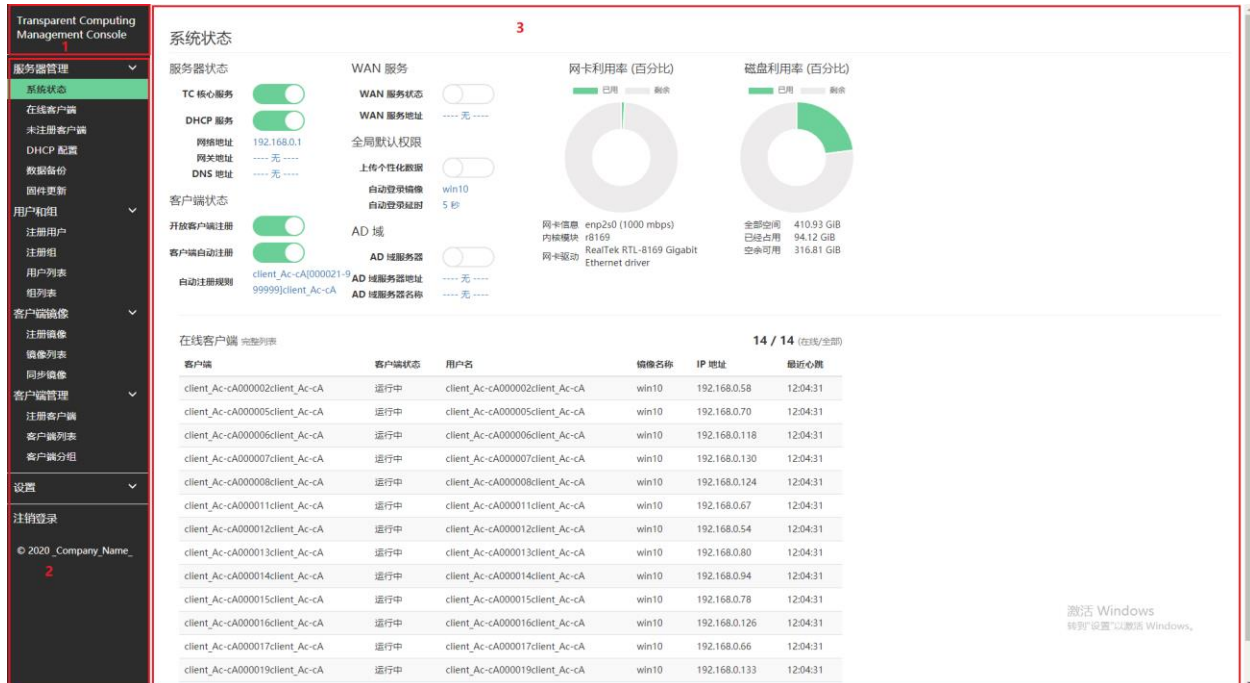 Transparent Computing
Management Console
1
服务器管理
系统状态
在线客户端
未注册客户端
DHCP 配置
数据备份
固件更新
用户和组
注册用户
注册组
用户列表
组列表
客户端镜像
注册镜像
镜像列表
同步镜像
客户端管理
注册客户端
客户端列表
客户端分组
设置
注销登录
© 2020 _Company_Name_
2
3
系统状态
服务器状态
TC 核心服务
DHCP 服务
网络地址 192.168.0.1
网关地址 ---- 无 ----
DNS 地址 ---- 无 ----
客户端状态
开放客户端注册
客户端自动注册
自动注册规则 client_Ac-cA[000021-9
99999]client_Ac-cA
WAN 服务
WAN 服务状态
WAN 服务地址 ---- 无 ----
全局默认权限
上传个性化数据
自动登录镜像 win10
自动登录延时 5 秒
AD 域
AD 域服务器
AD 域服务器地址 ---- 无 ----
AD 域服务器名称 ---- 无 ----
网卡利用率 (百分比)
已用 剩余
网卡信息 enp2s0 (1000 mbps)
内核模块 r8169
网卡驱动 RealTek RTL-8169 Gigabit
Ethernet driver
磁盘利用率 (百分比)
已用 剩余
全部空间 410.93 GiB
已经占用 94.12 GiB
空余可用 316.81 GiB
在线客户端 完整列表 14 / 14 (在线/全部)
客户端 客户端状态 用户名 镜像名称 IP 地址 最近心跳
client_Ac-cA000002client_Ac-cA 运行中 client_Ac-cA000002client_Ac-cA win10 192.168.0.58 12:04:31
client_Ac-cA000005client_Ac-cA 运行中 client_Ac-cA000005client_Ac-cA win10 192.168.0.70 12:04:31
client_Ac-cA000006client_Ac-cA 运行中 client_Ac-cA000006client_Ac-cA win10 192.168.0.118 12:04:31
client_Ac-cA000007client_Ac-cA 运行中 client_Ac-cA000007client_Ac-cA win10 192.168.0.130 12:04:31
client_Ac-cA000008client_Ac-cA 运行中 client_Ac-cA000008client_Ac-cA win10 192.168.0.124 12:04:31
client_Ac-cA000011client_Ac-cA 运行中 client_Ac-cA000011client_Ac-cA win10 192.168.0.67 12:04:31
client_Ac-cA000012client_Ac-cA 运行中 client_Ac-cA000012client_Ac-cA win10 192.168.0.54 12:04:31
client_Ac-cA000013client_Ac-cA 运行中 client_Ac-cA000013client_Ac-cA win10 192.168.0.80 12:04:31
client_Ac-cA000014client_Ac-cA 运行中 client_Ac-cA000014client_Ac-cA win10 192.168.0.94 12:04:31
client_Ac-cA000015client_Ac-cA 运行中 client_Ac-cA000015client_Ac-cA win10 192.168.0.78 12:04:31
client_Ac-cA000016client_Ac-cA 运行中 client_Ac-cA000016client_Ac-cA win10 192.168.0.126 12:04:31
client_Ac-cA000017client_Ac-cA 运行中 client_Ac-cA000017client_Ac-cA win10 192.168.0.66 12:04:31
client_Ac-cA000019client_Ac-cA 运行中 client_Ac-cA000019client_Ac-cA win10 192.168.0.133 12:04:31
激活 Windows
转到"设置"以激活 Windows。